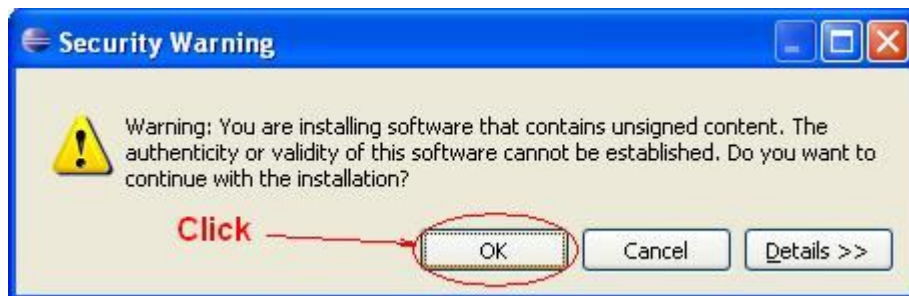 Security Warning
Warning: You are installing software that contains unsigned content. The
authenticity or validity of this software cannot be established. Do you want to
continue with the installation?
Click
OK Cancel Details >>